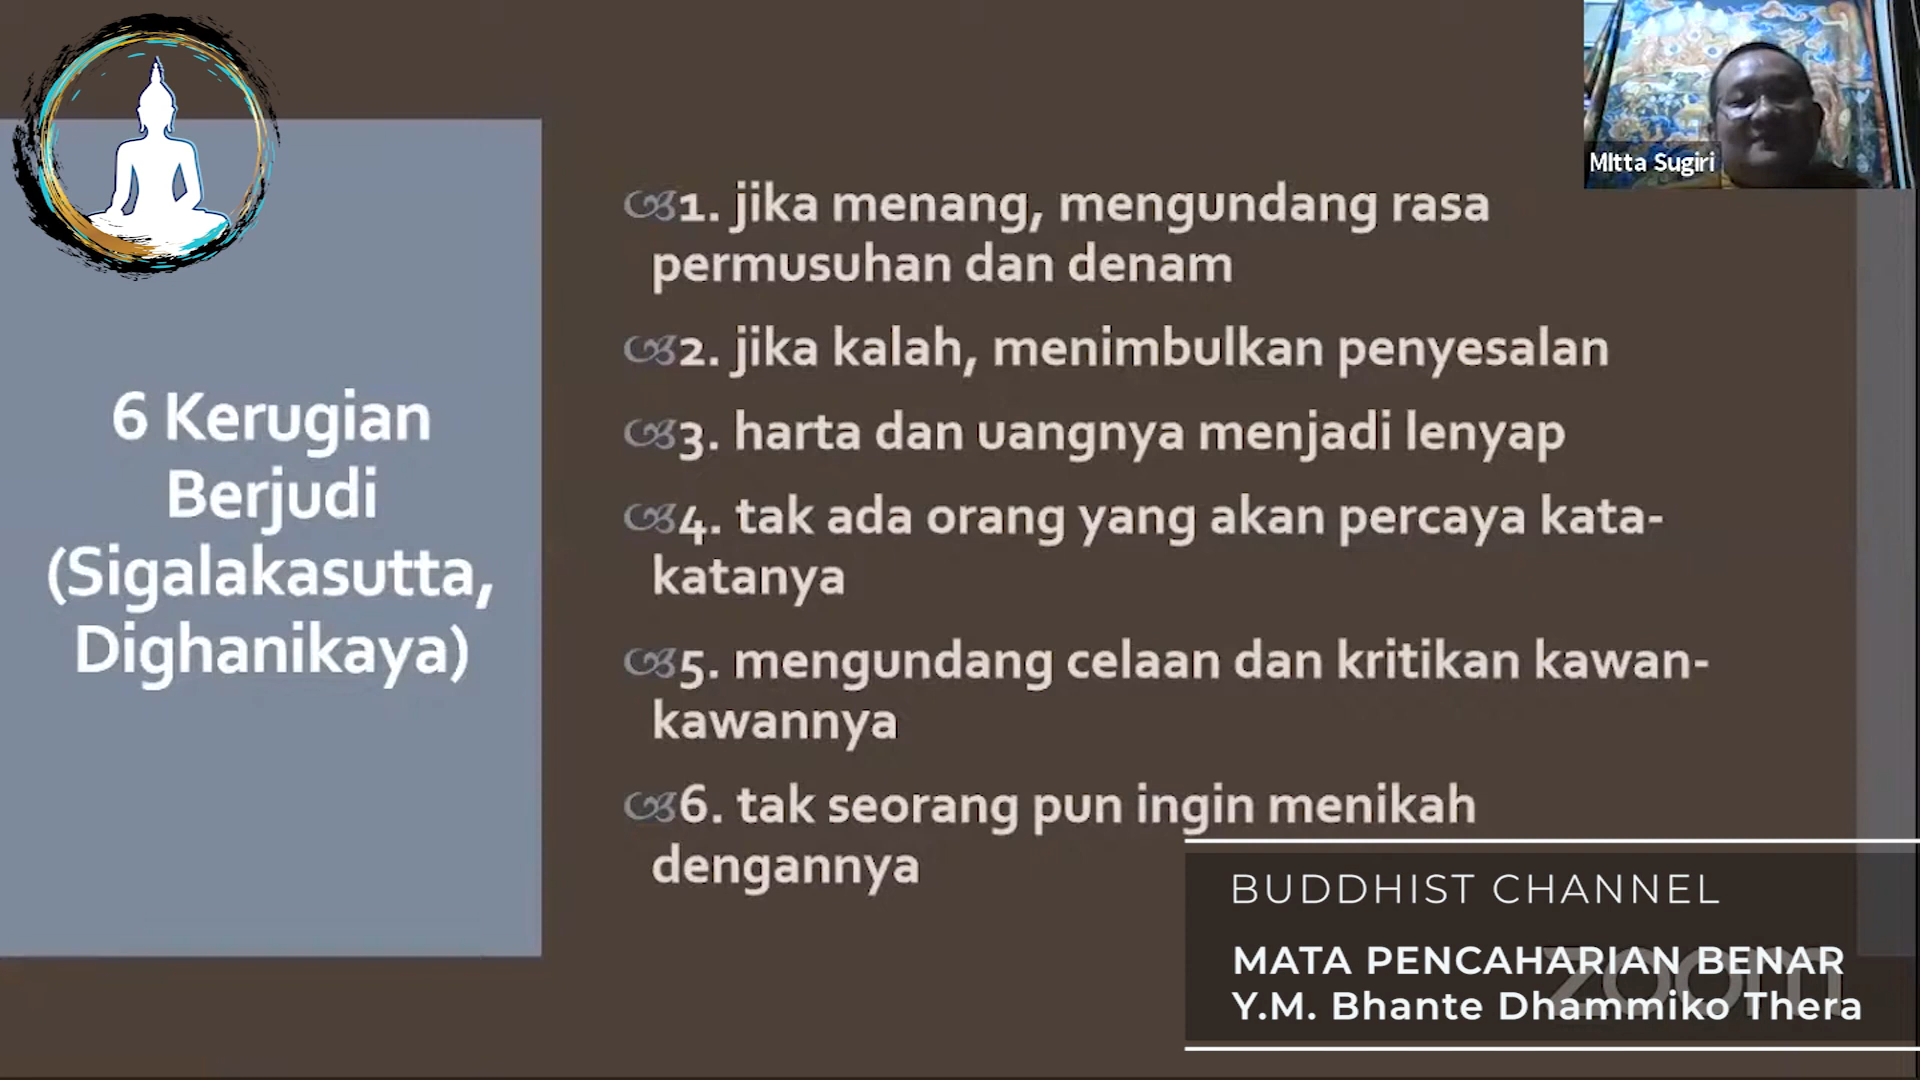 6 Kerugian
Berjudi
(Sigalakasutta,
Dighanikaya)
1. jika menang, mengundang rasa
permusuhan dan denam
2. jika kalah, menimbulkan penyesalan
3. harta dan uangnya menjadi lenyap
4. tak ada orang yang akan percaya kata-
katanya
5. mengundang celaan dan kritikan kawan-
kawannya
6. tak seorang pun ingin menikah
dengannya
MItta Sugiri
BUDDHIST CHANNEL
MATA PENCAHARIAN BENAR
Y.M. Bhante Dhammiko Thera
zoom